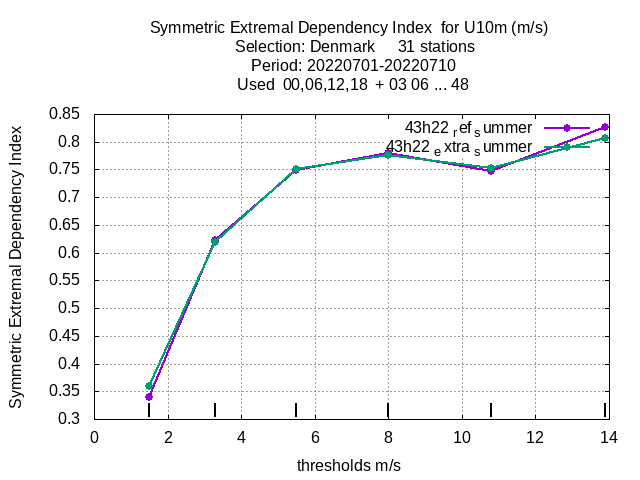 Symmetric Extremal Dependency Index for U10m (m/s)
Selection: Denmark 31 stations
Period: 20220701-20220710
Used 00,06,12,18 + 03 06 ... 48
43h22 ref summer
43h22 extra summer
Symmetric Extremal Dependency Index
0.85
0.8
0.75
0.7
0.65
0.6
0.55
0.5
0.45
0.4
0.35
0.3
0 2 4 6 8 10 12 14
thresholds m/s